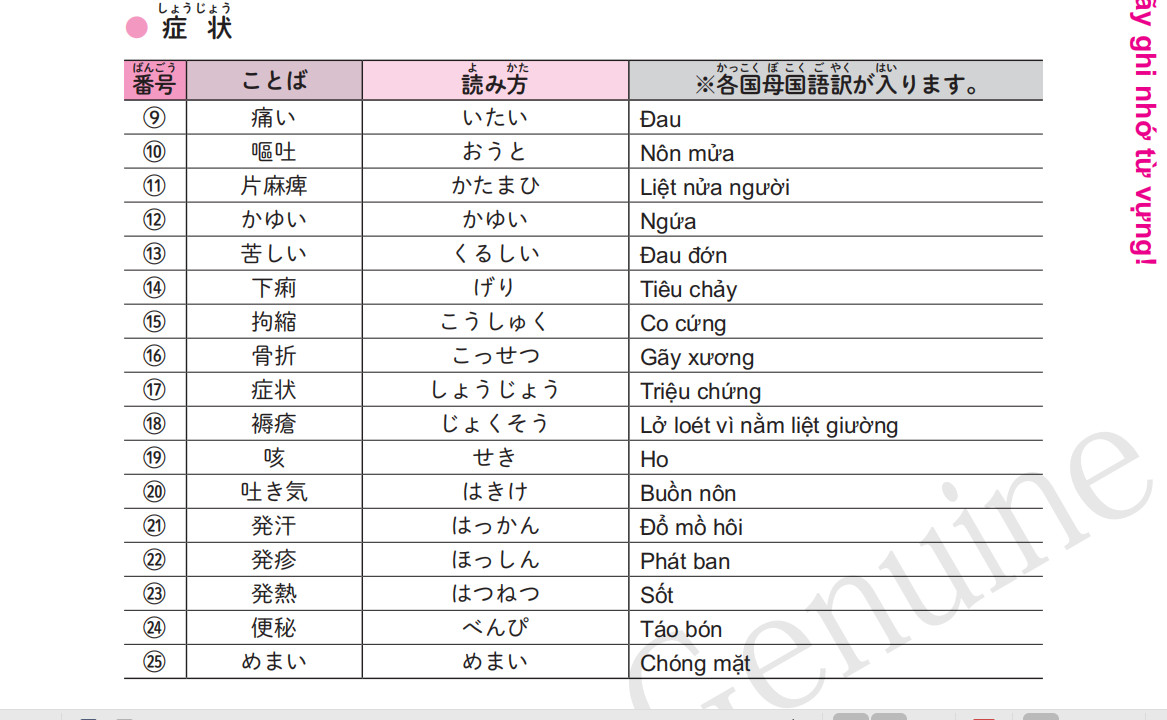 しょうじょう
● 症状
ばんごう よ かた かっこく ぼ こく ご やく はい
番号 ことば 読み方 ※各国母国語訳が入ります。
⑨ 痛い いたい Đau
⑩ 嘔吐 おうと Nôn mửa
⑪ 片麻痺 かたまひ Liệt nửa người
⑫ かゆい かゆい Ngứa
⑬ 苦しい くるしい Đau đớn
⑭ 下痢 げり Tiêu chảy
⑮ 拘縮 こうしゅく Co cứng
⑯ 骨折 こっせつ Gãy xương
⑰ 症状 しょうじょう Triệu chứng
⑱ 褥瘡 じょくそう Lở loét vì nằm liệt giường
⑲ 咳 せき Ho
⑳ 吐き気 はきけ Buồn nôn
㉑ 発汗 はっかん Đổ mồ hôi
㉒ 発疹 ほっしん Phát ban
㉓ 発熱 はつねつ Sốt
㉔ 便秘 べんぴ Táo bón
㉕ めまい めまい Chóng mặt
ghi nhớ từ vựng!
Genuine